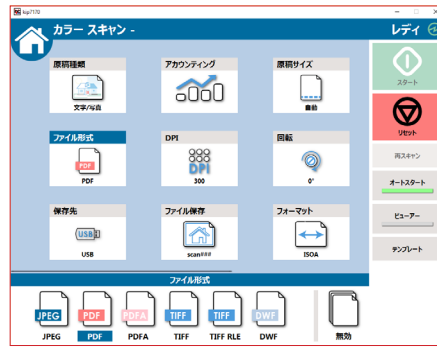 kip7170
カラー スキャン -
レディ
原稿種類
アカウンティング
原稿サイズ
文字/写真
自動
ファイル形式
DPI
回転
PDF
PDF
DPI
300
0°
保存先
ファイル保存
フォーマット
USB
USB
scan###
ISOA
ファイル形式
JPEG
PDF
PDFA
TIFF
TIFF
DWF
JPEG
PDF
PDFA
TIFF
TIFF RLE
DWF
無効
スタート
リセット
再スキャン
オートスタート
ビューアー
テンプレート